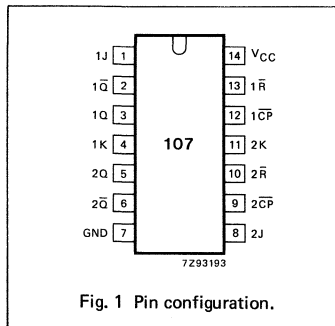 1J 1 14 VCC
1Q̅ 2 13 1R̅
1Q 3 12 1C̅P̅
1K 4 107 11 2K
2Q 5 10 2R̅
2Q̅ 6 9 2C̅P̅
GND 7 8 2J
7Z93193
Fig. 1 Pin configuration.